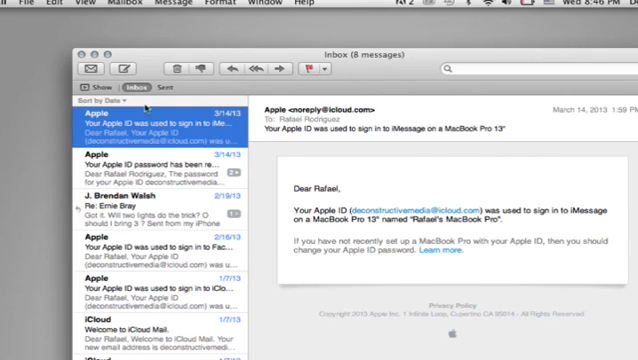 Edit View Mailbox Message Format Window Help
2
Wed 8:46 PM
Inbox (8 messages)
Show Inbox Sent
Sort by Date
Apple 3/14/13
Your Apple ID was used to sign in to iMe...
Dear Rafael, Your Apple ID
(deconstructivemedia@icloud.com) was u...
Apple 3/14/13
Your Apple ID password has been re...
Dear Rafael Rodriguez, The password
for your Apple ID deconstructivemedia...
2
J. Brendan Walsh 2/19/13
Re: Ernie Bray
Got it. Will two lights do the trick? O
should I bring 3 ? Sent from my iPhone
1
Apple 2/16/13
Your Apple ID was used to sign in to Fac...
Dear Rafael, Your Apple ID
(deconstructivemedia@icloud.com) was u...
Apple 1/7/13
Your Apple ID was used to sign in to iClo...
Dear Rafael, Your Apple ID
(deconstructivemedia@icloud.com) was u...
iCloud 1/7/13
Welcome to iCloud Mail.
Dear Rafael, Welcome to iCloud Mail. Your
new email address is deconstructivemedia...
Apple <noreply@icloud.com>
March 14, 2013 1:59 PM
To: Rafael Rodriguez
Your Apple ID was used to sign in to iMessage on a MacBook Pro 13"
Dear Rafael,
Your Apple ID (deconstructivemedia@icloud.com) was used to sign in to iMessage
on a MacBook Pro 13" named "Rafael's MacBook Pro".
If you have not recently set up a MacBook Pro with your Apple ID, then you should
change your Apple ID password. Learn more.
Privacy Policy
Copyright 2013 Apple Inc. 1 Infinite Loop, Cupertino CA 95014 - All Rights Reserved.